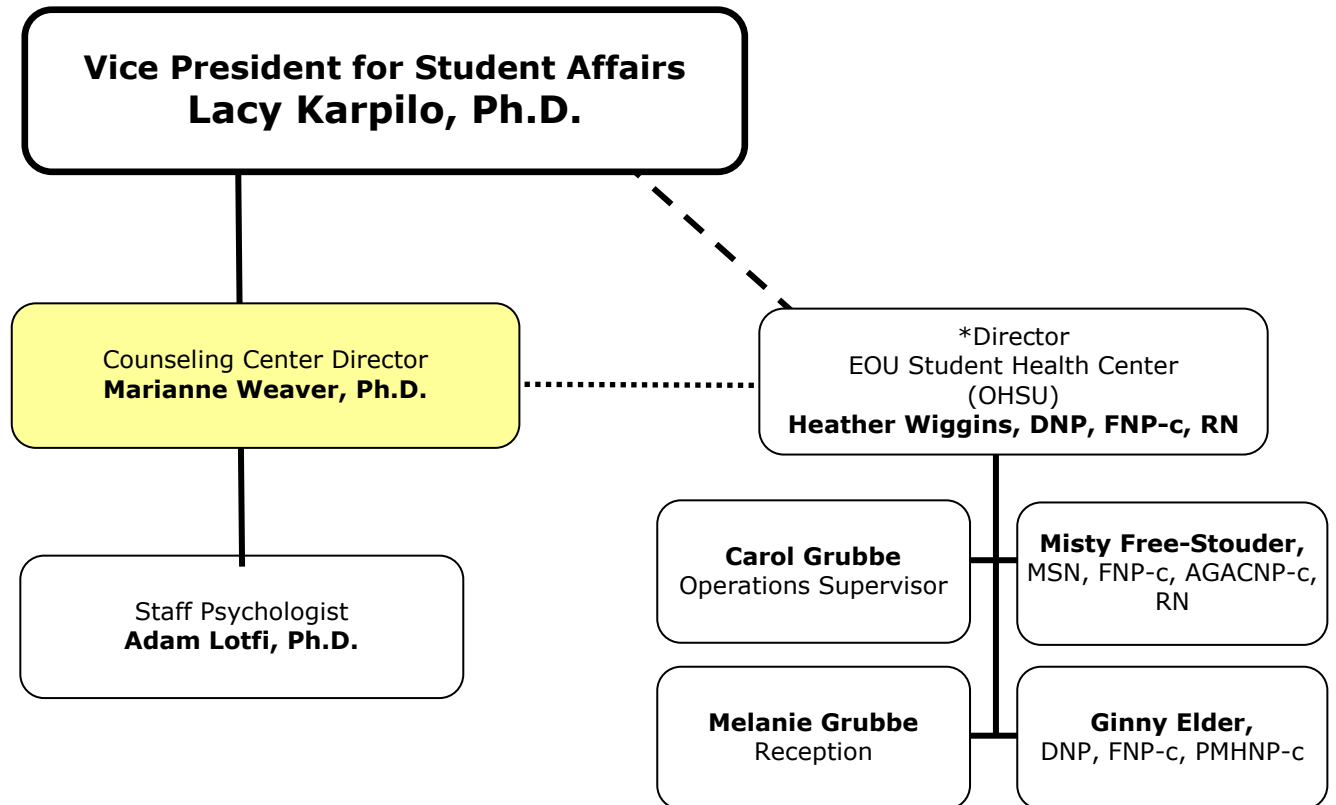 Vice President for Student Affairs
Lacy Karpilo, Ph.D.
Counseling Center Director
Marianne Weaver, Ph.D.
*Director
EOU Student Health Center
(OHSU)
Heather Wiggins, DNP, FNP-c, RN
Staff Psychologist
Adam Lotfi, Ph.D.
Carol Grubbe
Operations Supervisor
Misty Free-Stouder,
MSN, FNP-c, AGACNP-c,
RN
Melanie Grubbe
Reception
Ginny Elder,
DNP, FNP-c, PMHNP-c